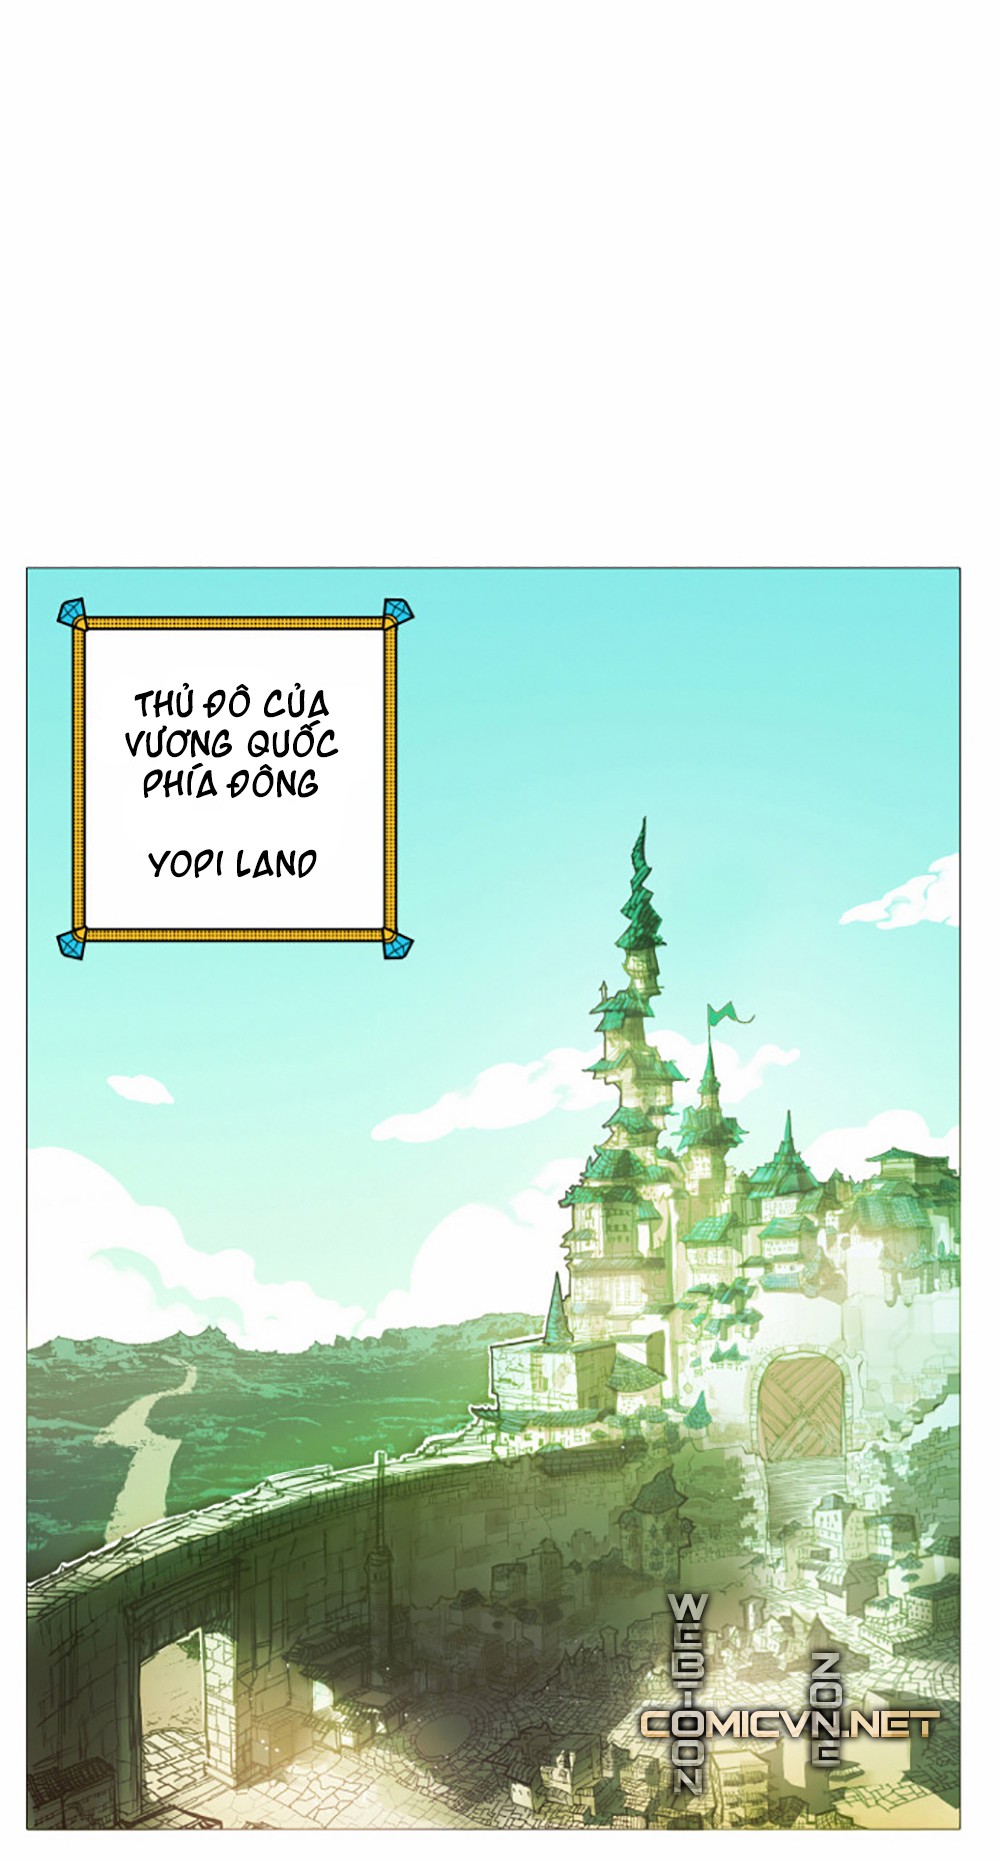 THỦ ĐÔ CỦA
VƯƠNG QUỐC
PHÍA ĐÔNG
YOPI LAND
WEBTOON
ZONE
COMICVN.NET